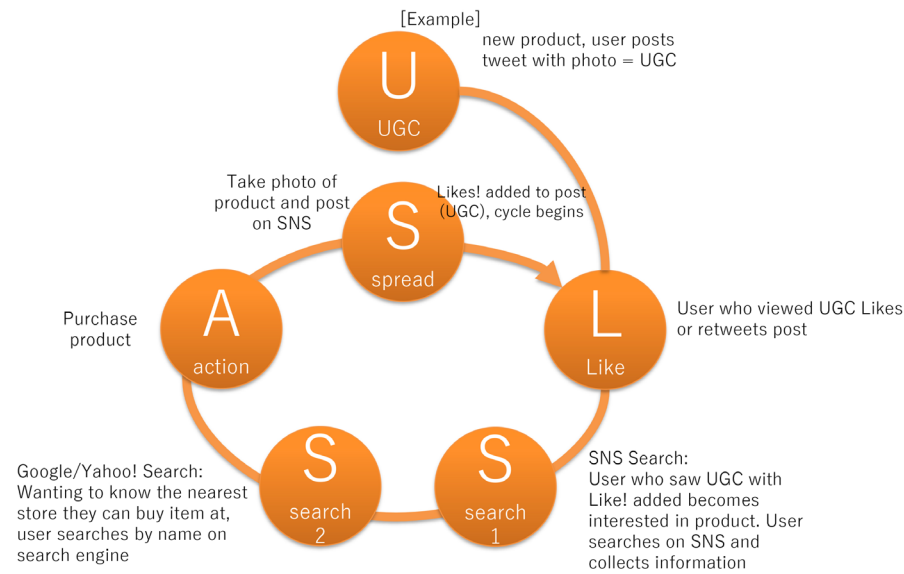 [Example]
new product, user posts
tweet with photo = UGC
U
UGC
Take photo of
product and post
on SNS
Likes! added to post
(UGC), cycle begins
S
spread
A
action
Purchase
product
L
Like
User who viewed UGC Likes
or retweets post
S
search
2
S
search
1
Google/Yahoo! Search:
Wanting to know the nearest
store they can buy item at,
user searches by name on
search engine
SNS Search:
User who saw UGC with
Like! added becomes
interested in product. User
searches on SNS and
collects information